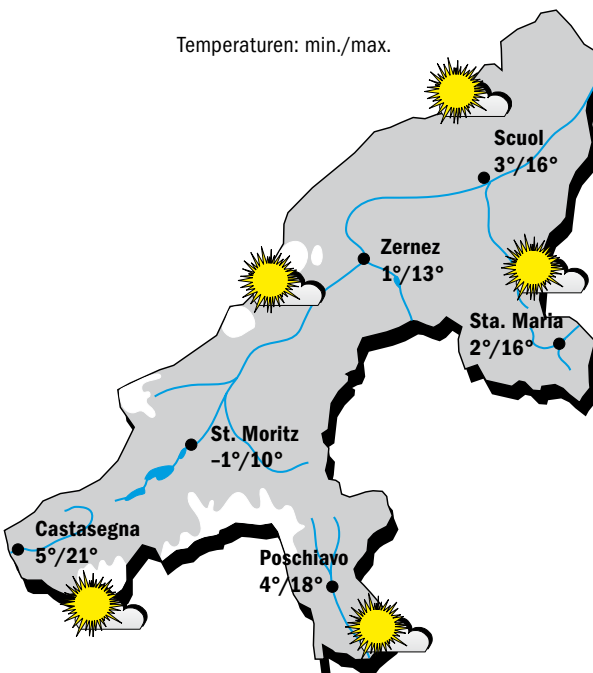 Temperaturen: min./max.
Scuol
3°/16°
Zernez
1°/13°
Sta. Maria
2°/16°
St. Moritz
–1°/10°
Castasegna
5°/21°
Poschiavo
4°/18°